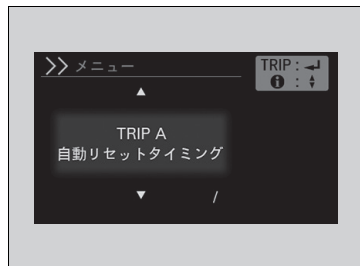 >> メニュー
TRIP : ↲
ℹ : ▲▼
▲
TRIP A
自動リセットタイミング
▼ /